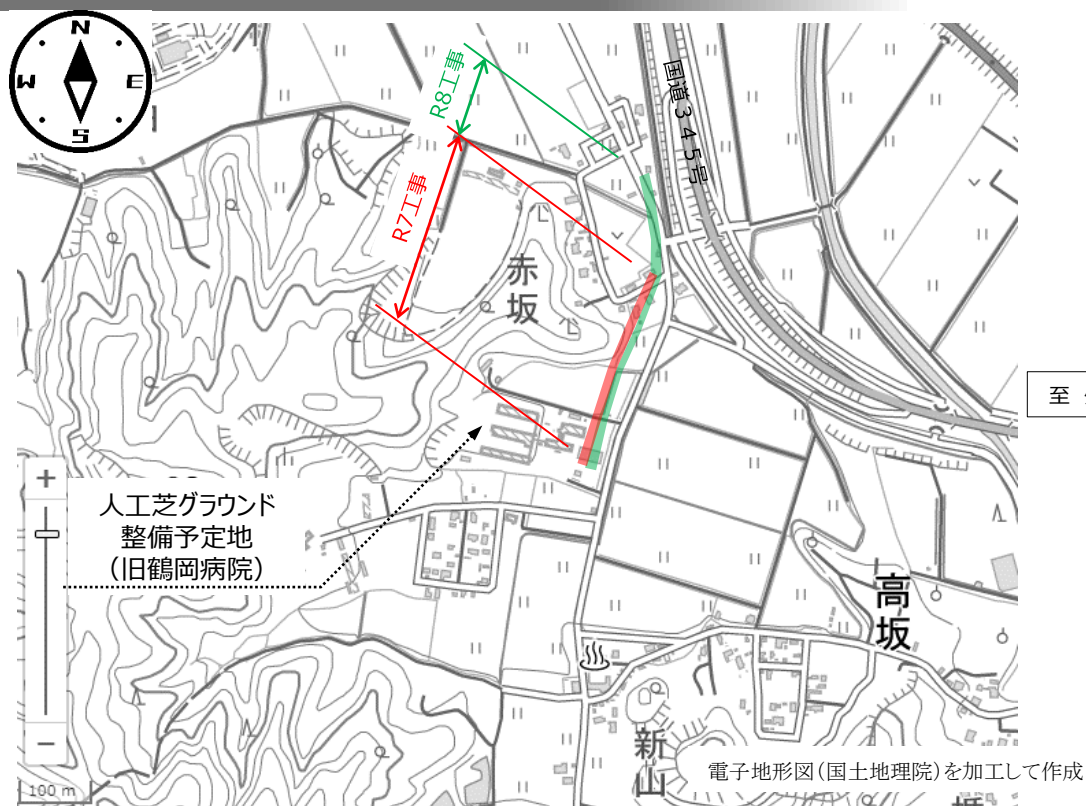 N
W
E
S
R8工事
国道345号
R7工事
赤
坂
至
人工芝グラウンド
整備予定地
(旧鶴岡病院)
高
坂
新
山
電子地形図(国土地理院)を加工して作成
100 m